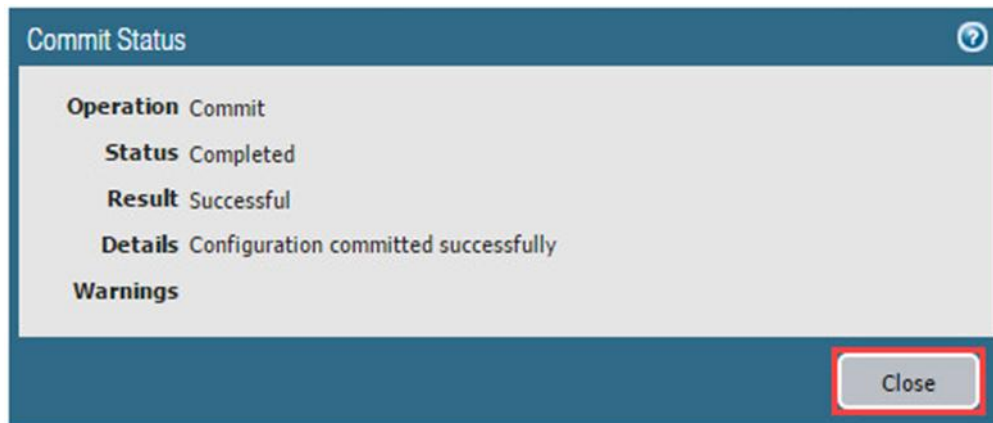 Commit Status
Operation Commit
Status Completed
Result Successful
Details Configuration committed successfully
Warnings
Close